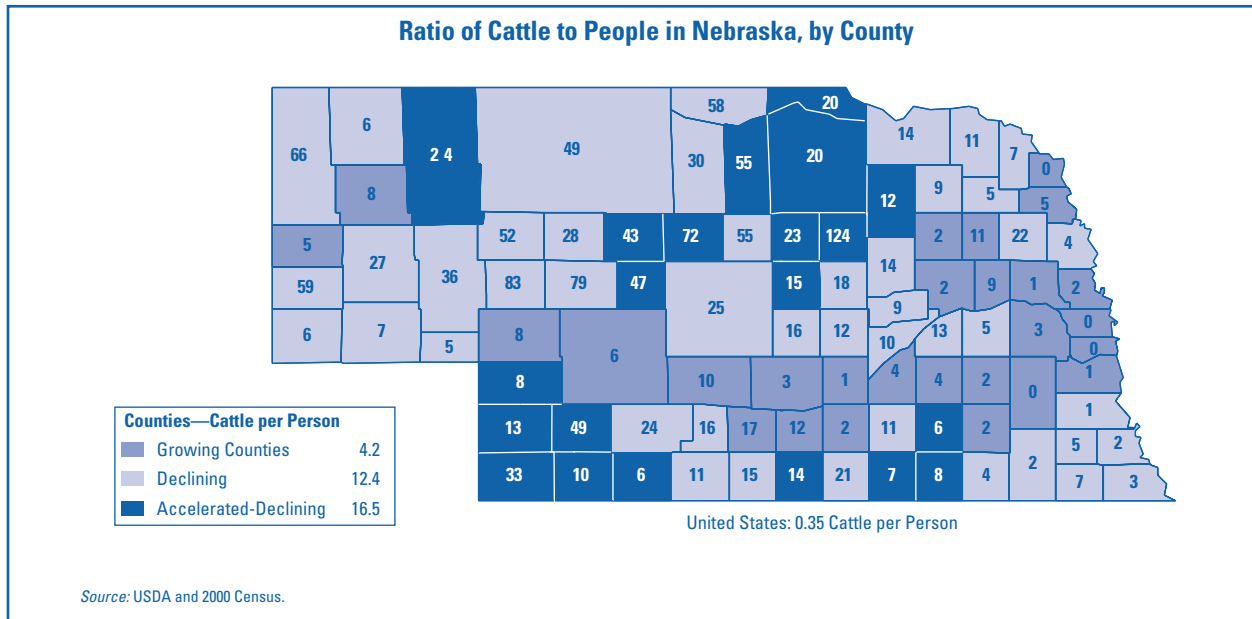 Ratio of Cattle to People in Nebraska, by County
58 20
6 14
66 2 4 49 30 55 20 11 7
8 12 9 5 0
5
52 28 43 72 55 23 124 2 11 22 4
5 27 36 14
59 83 79 47 25 15 18 2 9 1 2
9
6 7 5 8 6 16 12 10 13 5 3 0
0
8 10 3 1 4 4 2 0 1
1
13 49 24 16 17 12 2 11 6 2 5 2
33 10 6 11 15 14 21 7 8 4 2 7 3
Counties—Cattle per Person
Growing Counties 4.2
Declining 12.4
Accelerated-Declining 16.5
United States: 0.35 Cattle per Person
Source: USDA and 2000 Census.